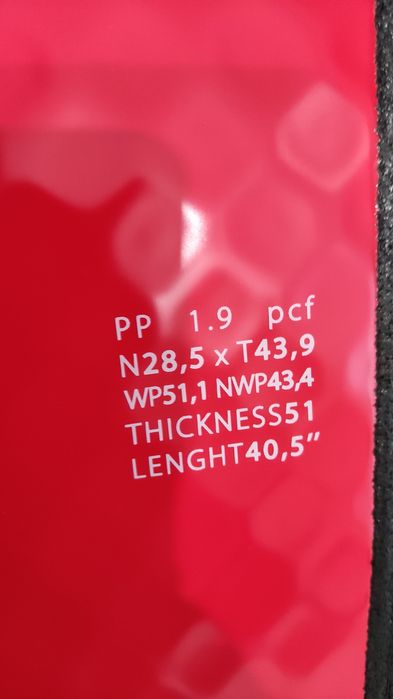 PP 1.9 pcf
N28,5 x T43,9
WP51,1 NWP43,4
THICKNESS51
LENGHT40,5″